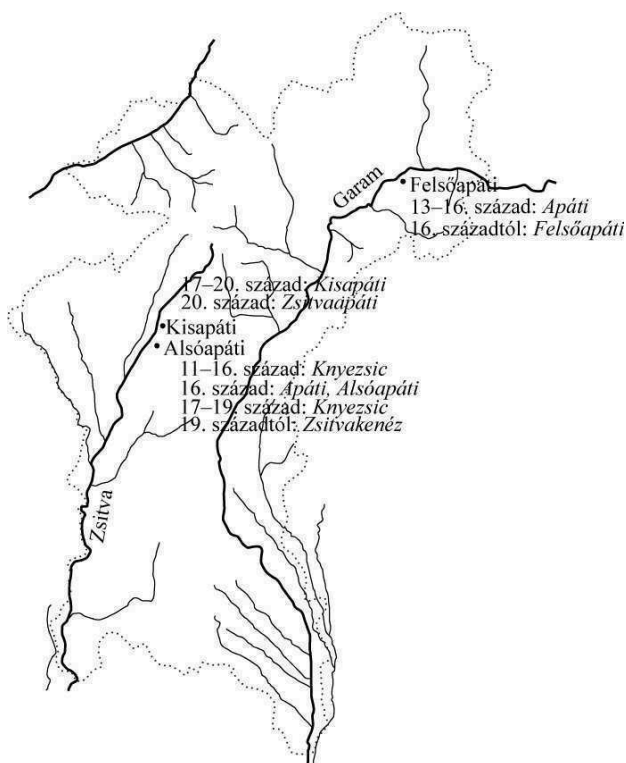 Garam
Felsőapáti
13–16. század: Apáti
16. századtól: Felsőapáti
17–20. század: Kisapáti
20. század: Zsitvaapáti
Kisapáti
Alsóapáti
11–16. század: Knyezsic
16. század: Apáti, Alsóapáti
17–19. század: Knyezsic
19. századtól: Zsitvakenéz
Zsitva